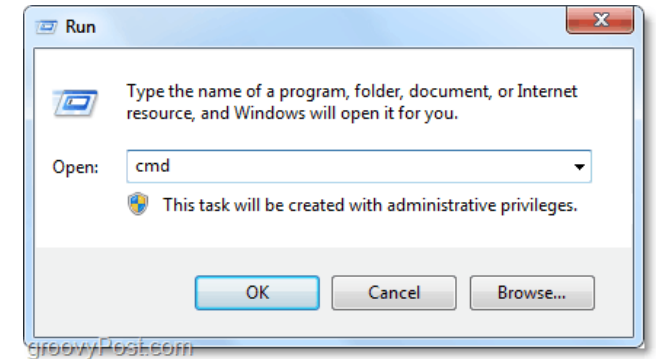 Run
Type the name of a program, folder, document, or Internet
resource, and Windows will open it for you.
Open: cmd
This task will be created with administrative privileges.
OK Cancel Browse...
groovyPost.com